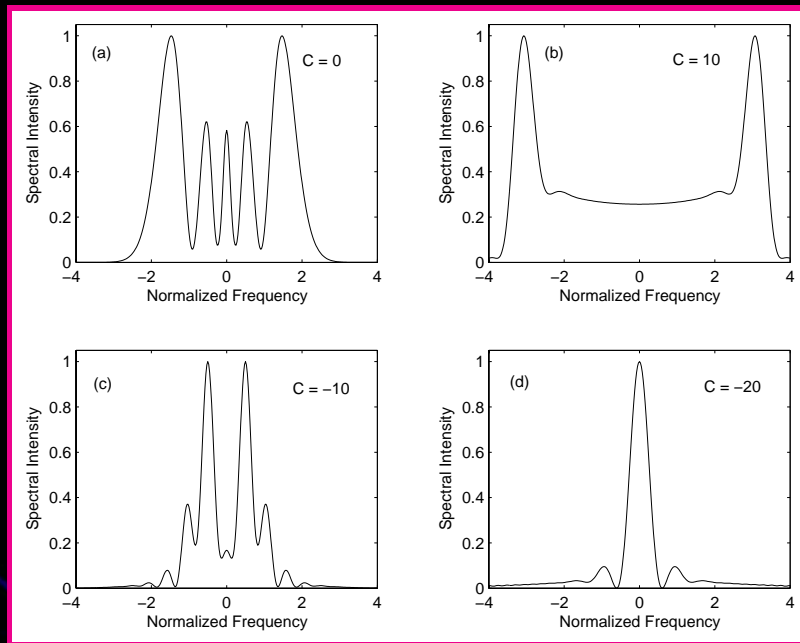 (a)
C = 0
Spectral Intensity
1
0.8
0.6
0.4
0.2
0
−4 −2 0 2 4
Normalized Frequency
(b)
C = 10
Spectral Intensity
1
0.8
0.6
0.4
0.2
0
−4 −2 0 2 4
Normalized Frequency
(c)
C = −10
Spectral Intensity
1
0.8
0.6
0.4
0.2
0
−4 −2 0 2 4
Normalized Frequency
(d)
C = −20
Spectral Intensity
1
0.8
0.6
0.4
0.2
0
−4 −2 0 2 4
Normalized Frequency